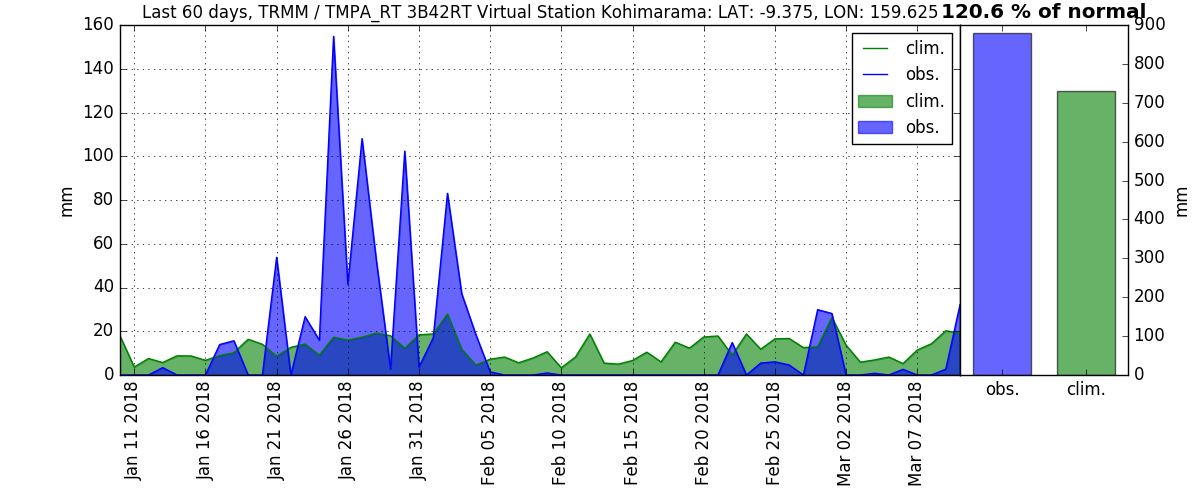 Last 60 days, TRMM / TMPA_RT 3B42RT Virtual Station Kohimarama: LAT: -9.375, LON: 159.625
120.6 % of normal
160
140
120
100
80
60
40
20
0
mm
clim.
obs.
clim.
obs.
900
800
700
600
500
400
300
200
100
0
mm
Jan 11 2018
Jan 16 2018
Jan 21 2018
Jan 26 2018
Jan 31 2018
Feb 05 2018
Feb 10 2018
Feb 15 2018
Feb 20 2018
Feb 25 2018
Mar 02 2018
Mar 07 2018
obs.
clim.